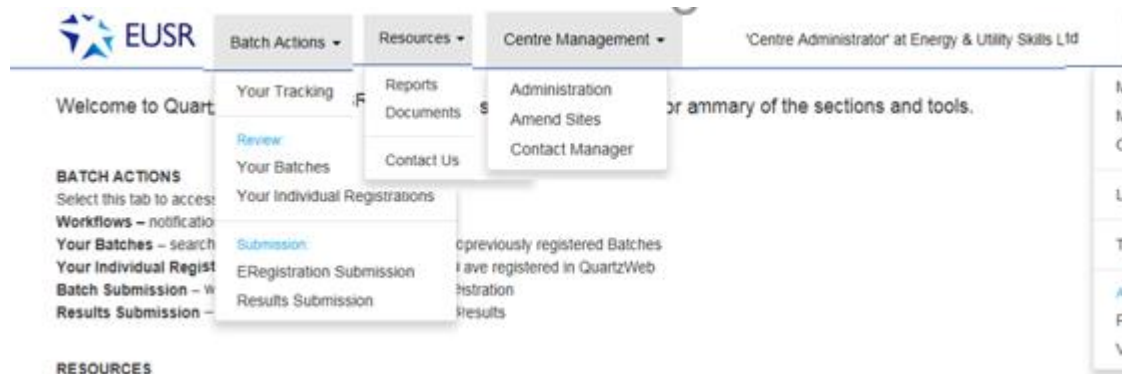 EUSR
Batch Actions
Resources
Centre Management
'Centre Administrator' at Energy & Utility Skills Ltd
Your Tracking
Review:
Your Batches
Your Individual Registrations
Submission:
ERegistration Submission
Results Submission
Reports
Documents
Contact Us
Administration
Amend Sites
Contact Manager
Welcome to Quart
or ammary of the sections and tools.
BATCH ACTIONS
Select this tab to access
Workflows – notificatio
Your Batches – search
cpreviously registered Batches
Your Individual Regist
ave registered in QuartzWeb
Batch Submission – w
istration
Results Submission –
Results
RESOURCES